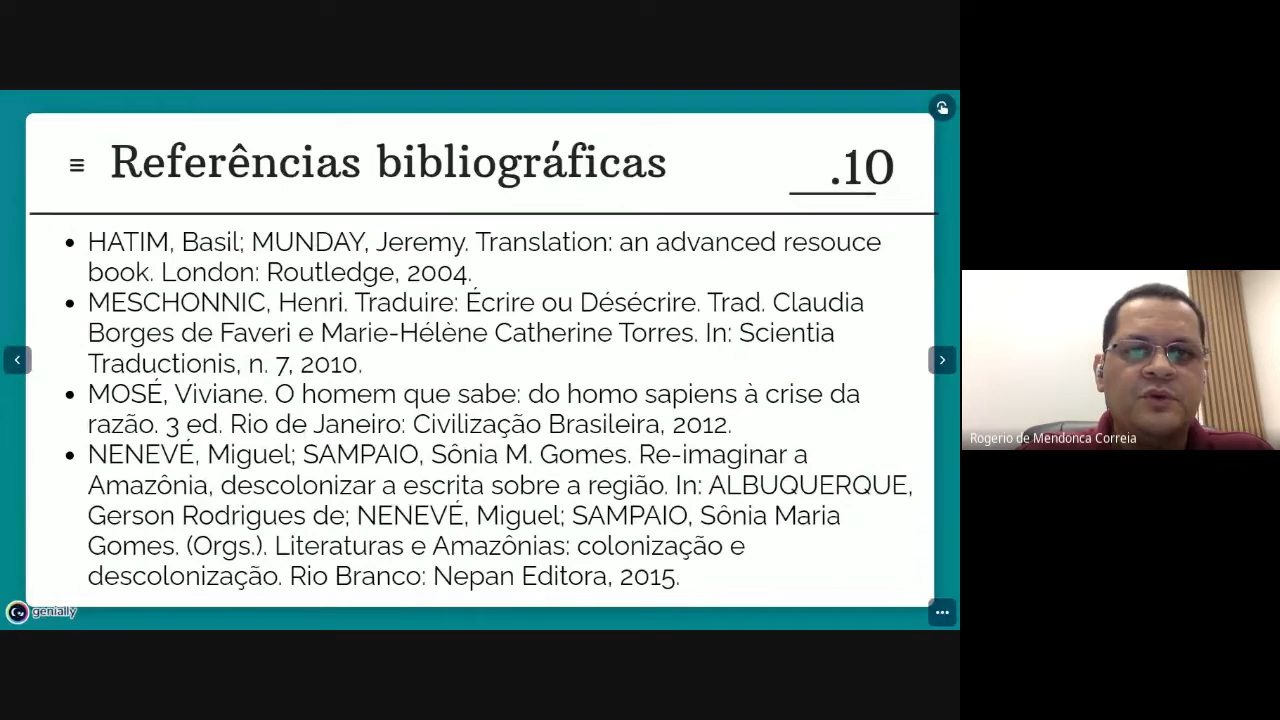 Referências bibliográficas
.10
• HATIM, Basil; MUNDAY, Jeremy. Translation: an advanced resouce
book. London: Routledge, 2004.
• MESCHONNIC, Henri. Traduire: Écrire ou Désécrire. Trad. Claudia
Borges de Faveri e Marie-Hélène Catherine Torres. In: Scientia
Traductionis, n. 7, 2010.
• MOSÉ, Viviane. O homem que sabe: do homo sapiens à crise da
razão. 3 ed. Rio de Janeiro: Civilização Brasileira, 2012.
• NENEVÉ, Miguel; SAMPAIO, Sônia M. Gomes. Re-imaginar a
Amazônia, descolonizar a escrita sobre a região. In: ALBUQUERQUE,
Gerson Rodrigues de; NENEVÉ, Miguel; SAMPAIO, Sônia Maria
Gomes. (Orgs.). Literaturas e Amazônias: colonização e
descolonização. Rio Branco: Nepan Editora, 2015.
genially
Rogerio de Mendonca Correia